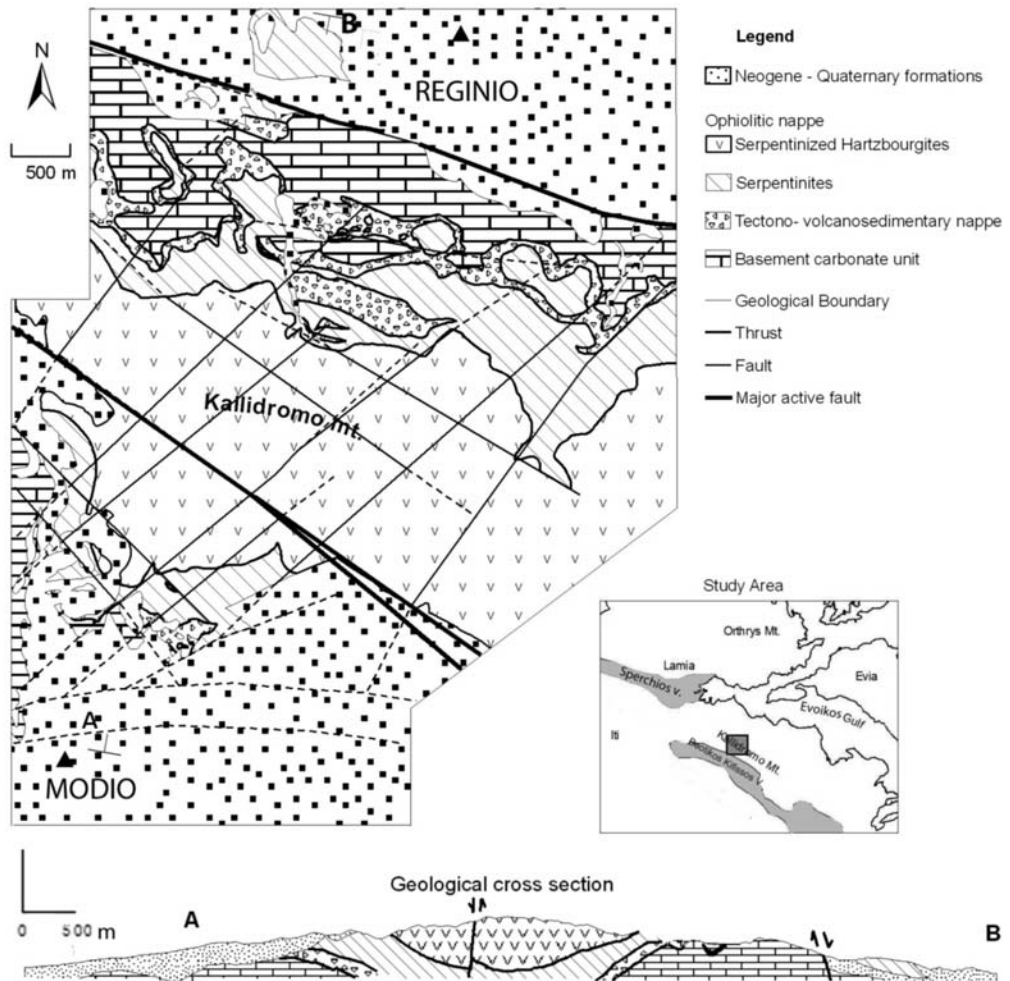 B
N
REGINIO
500 m
Kallidromo mt.
A
MODIO
Legend
Neogene - Quaternary formations
Ophiolitic nappe
Serpentinized Hartzbourgites
v
Serpentinites
Tectono- volcanosedimentary nappe
Basement carbonate unit
Geological Boundary
Thrust
Fault
Major active fault
Study Area
Orthrys Mt.
Lamia
Sperchios v.
Evia
Evoikos Gulf
Iti
Kallidromo Mt.
Beotikos Kifissos V.
Geological cross section
A
0 500 m
B